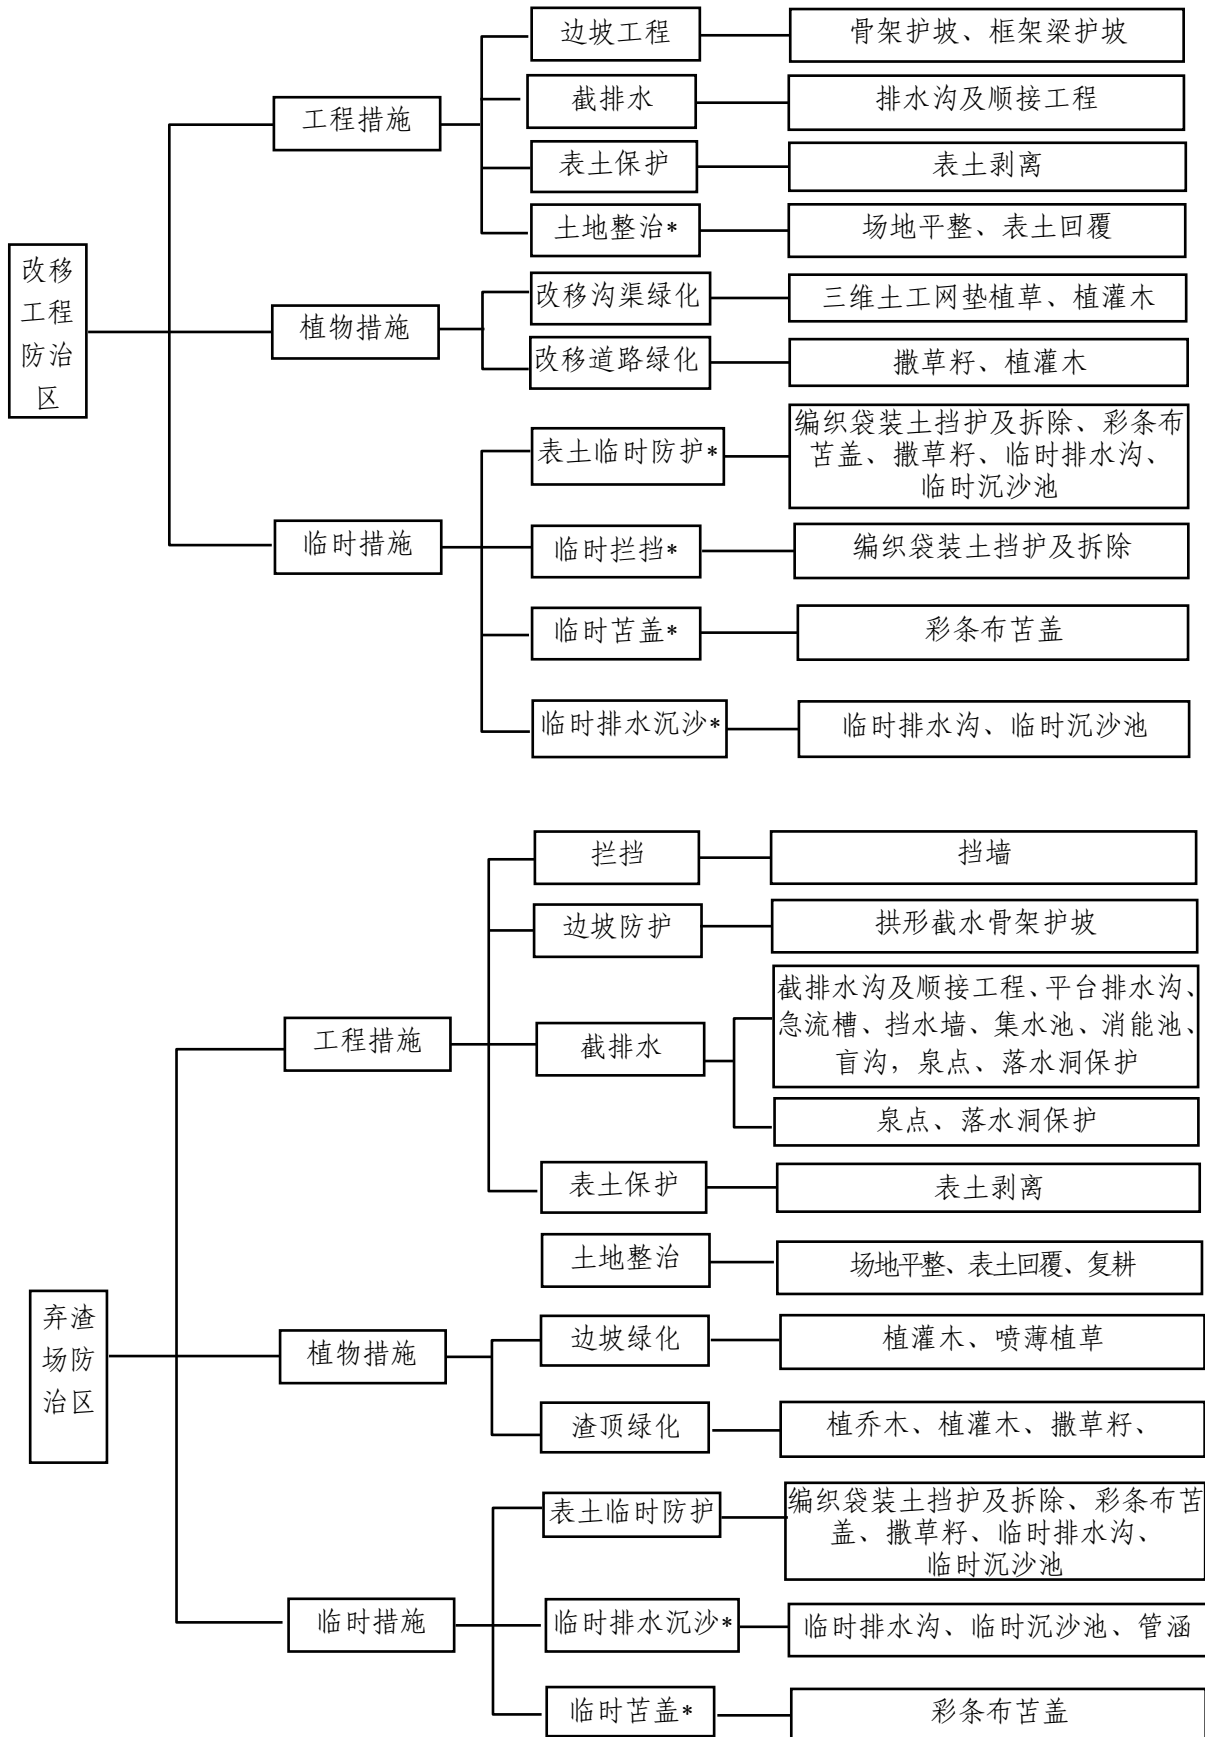 边坡工程
骨架护坡、框架梁护坡
截排水
排水沟及顺接工程
工程措施
表土保护
表土剥离
土地整治*
场地平整、表土回覆
改移
工程
防治
区
改移沟渠绿化
三维土工网垫植草、植灌木
植物措施
改移道路绿化
撒草籽、植灌木
表土临时防护*
编织袋装土挡护及拆除、彩条布
苫盖、撒草籽、临时排水沟、
临时沉沙池
临时措施
临时拦挡*
编织袋装土挡护及拆除
临时苫盖*
彩条布苫盖
临时排水沉沙*
临时排水沟、临时沉沙池
拦挡
挡墙
边坡防护
拱形截水骨架护坡
工程措施
截排水
截排水沟及顺接工程、平台排水沟、
急流槽、挡水墙、集水池、消能池、
盲沟，泉点、落水洞保护
泉点、落水洞保护
表土保护
表土剥离
土地整治
场地平整、表土回覆、复耕
弃渣
场防
治区
植物措施
边坡绿化
植灌木、喷薄植草
渣顶绿化
植乔木、植灌木、撒草籽、
表土临时防护
编织袋装土挡护及拆除、彩条布苫
盖、撒草籽、临时排水沟、
临时沉沙池
临时措施
临时排水沉沙*
临时排水沟、临时沉沙池、管涵
临时苫盖*
彩条布苫盖